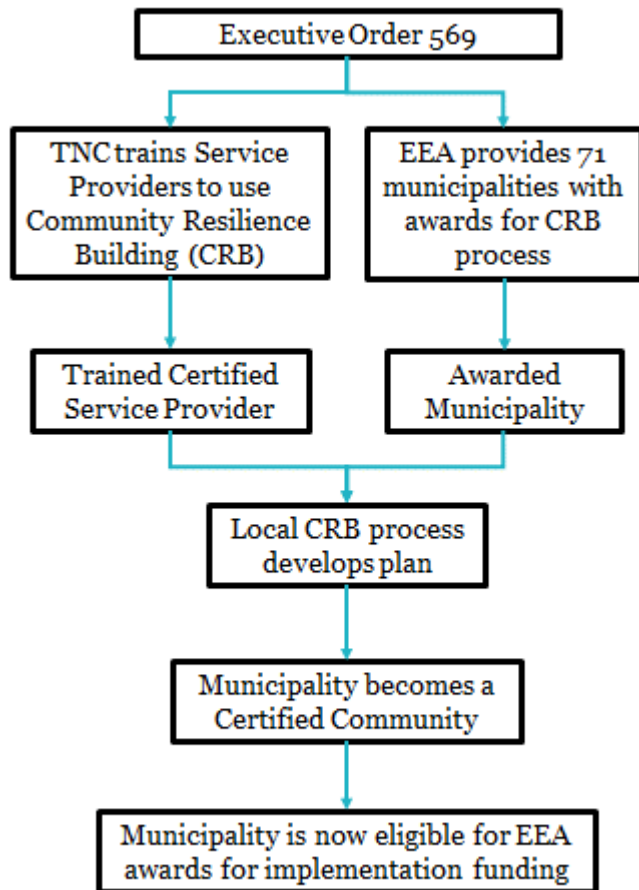 Executive Order 569
TNC trains Service
Providers to use
Community Resilience
Building (CRB)
EEA provides 71
municipalities with
awards for CRB
process
Trained Certified
Service Provider
Awarded
Municipality
Local CRB process
develops plan
Municipality becomes a
Certified Community
Municipality is now eligible for EEA
awards for implementation funding